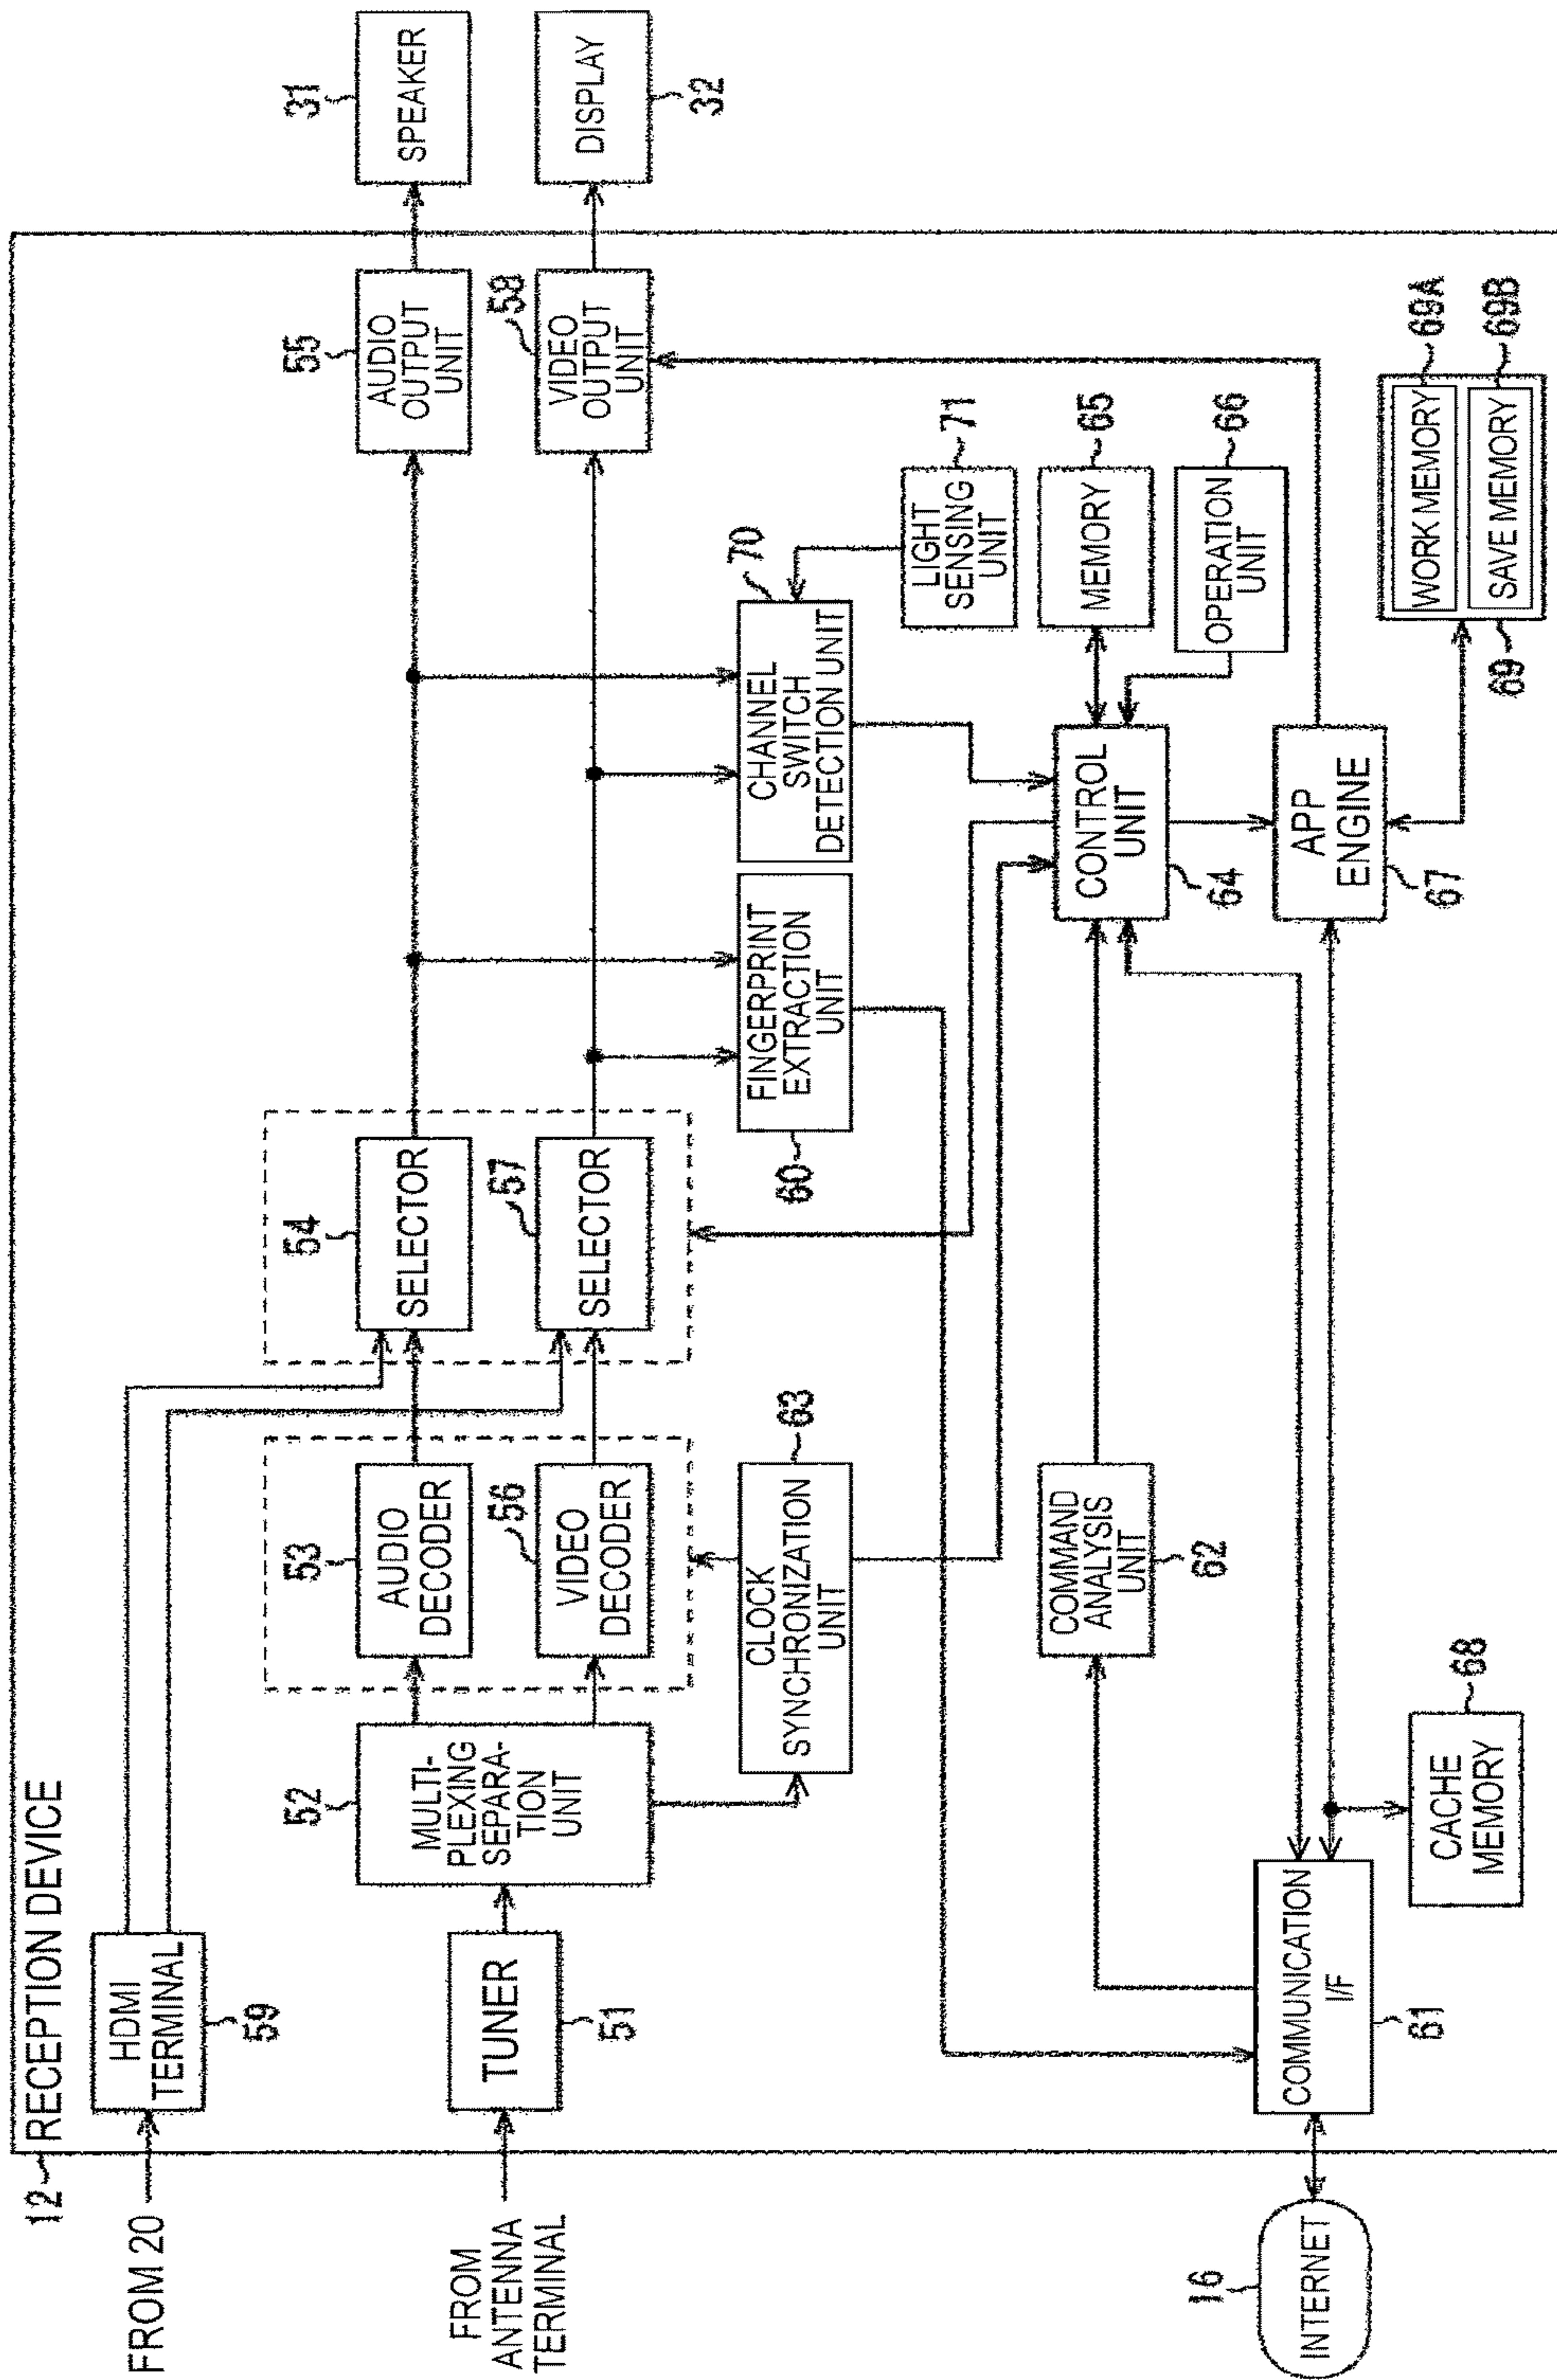 12
RECEPTION DEVICE
FROM 20
HDMI
TERMINAL
59
FROM
ANTENNA
TERMINAL
TUNER
51
52
MULTI-
PLEXING
SEPARA-
TION
UNIT
53
AUDIO
DECODER
56
VIDEO
DECODER
54
SELECTOR
57
SELECTOR
55
AUDIO
OUTPUT
UNIT
58
VIDEO
OUTPUT
UNIT
31
SPEAKER
DISPLAY
32
CLOCK
SYNCHRONIZATION
UNIT
63
FINGERPRINT
EXTRACTION
UNIT
60
70
CHANNEL
SWITCH
DETECTION UNIT
LIGHT
SENSING
UNIT
71
COMMAND
ANALYSIS
UNIT
62
CONTROL
UNIT
64
MEMORY
65
OPERATION
UNIT
66
16
INTERNET
COMMUNICATION
I/F
61
CACHE
MEMORY
68
APP
ENGINE
67
WORK MEMORY
69A
SAVE MEMORY
69B
69